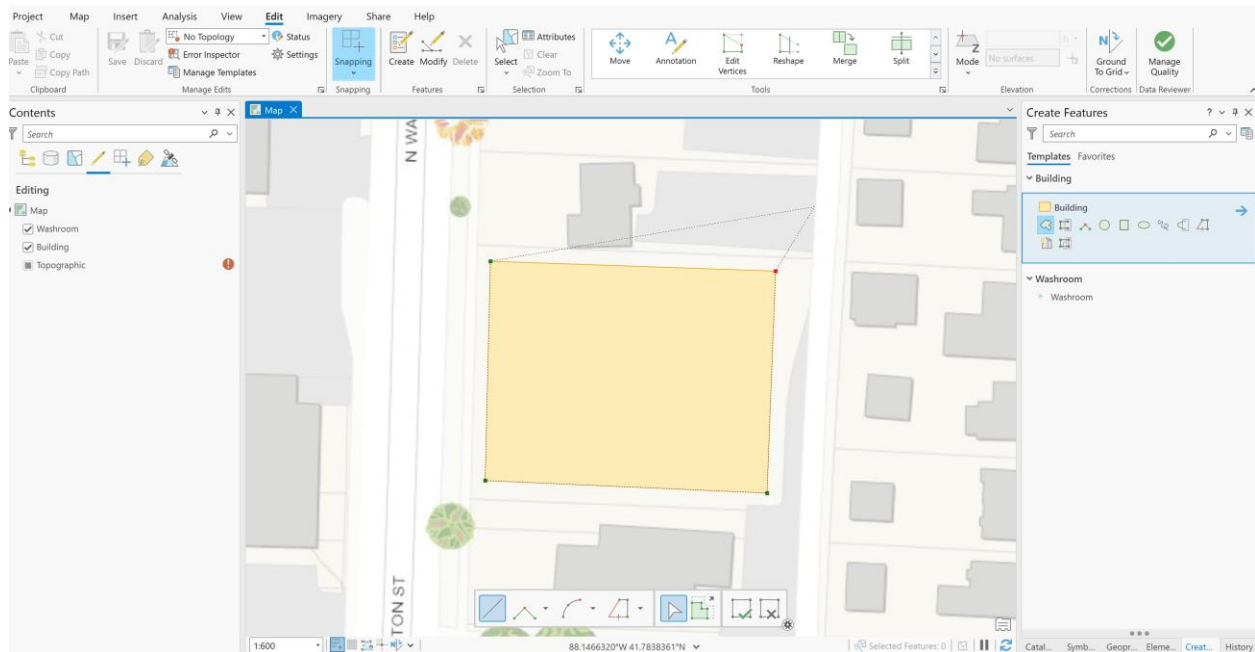 Project Map Insert Analysis View Edit Imagery Share Help
Paste
Cut
Copy
Copy Path
Clipboard
Save
Discard
No Topology
Error Inspector
Manage Templates
Status
Settings
Manage Edits
Snapping
Snapping
Create
Modify
Delete
Features
Select
Attributes
Clear
Zoom To
Selection
Move
Annotation
Edit
Vertices
Reshape
Merge
Split
Tools
Mode
No surfaces
Elevation
Ground
To Grid
Corrections
Manage
Quality
Data Reviewer
Contents
Search
Editing
Map
Washroom
Building
Topographic
Map
N WA
TON ST
1:600
88.1466320°W 41.7838361°N
Selected Features: 0
Create Features
Search
Templates Favorites
Building
Building
Washroom
Washroom
Catal... Symb... Geopr... Eleme... Creat... History